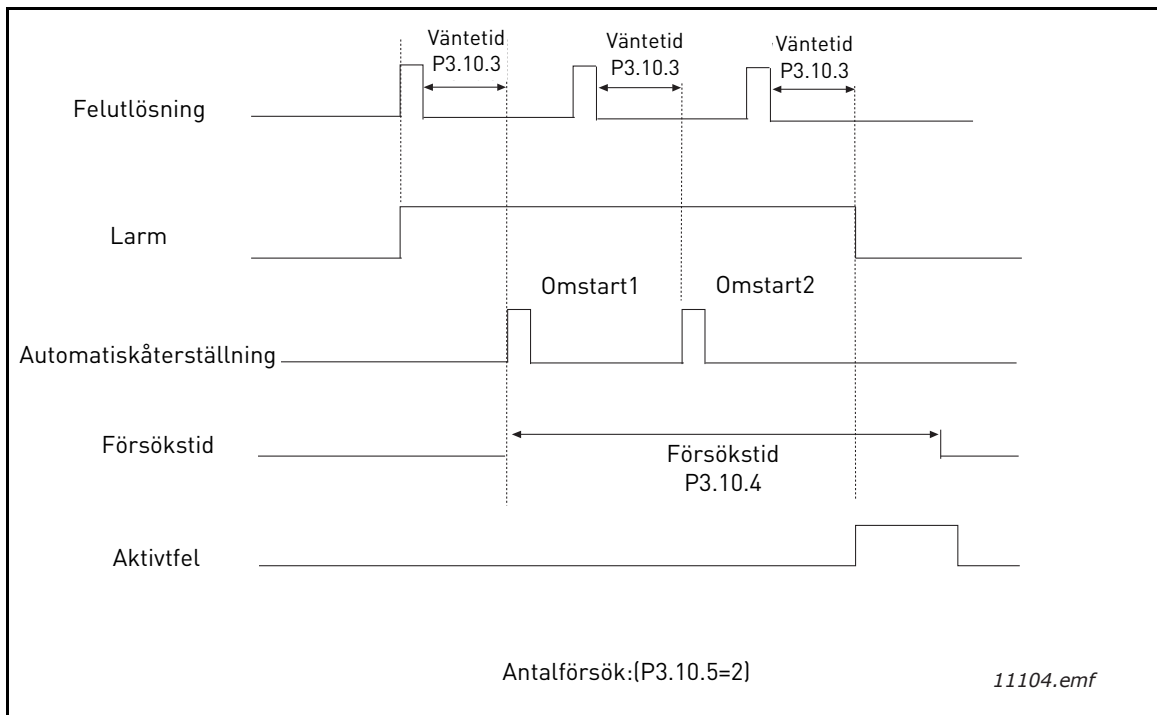 Väntetid
P3.10.3
Väntetid
P3.10.3
Väntetid
P3.10.3
Felutlösning
Larm
Omstart1
Omstart2
Automatiskåterställning
Försökstid
Försökstid
P3.10.4
Aktivtfel
Antalförsök:(P3.10.5=2)
11104.emf